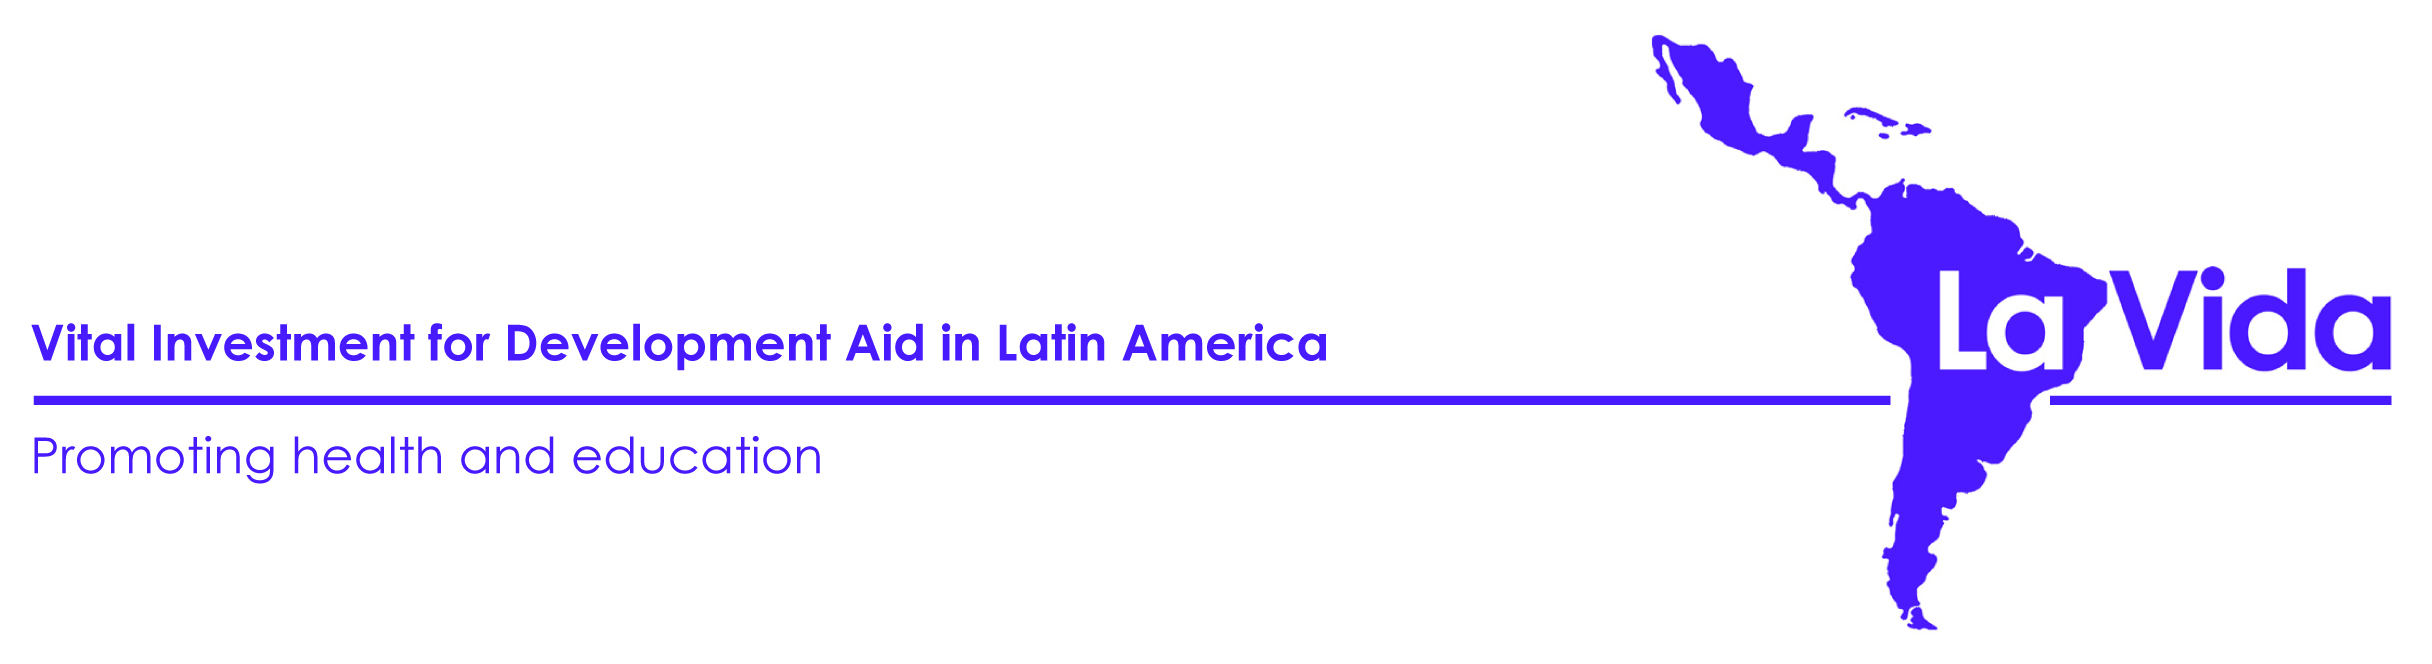 Vital Investment for Development Aid in Latin America
La Vida
Promoting health and education